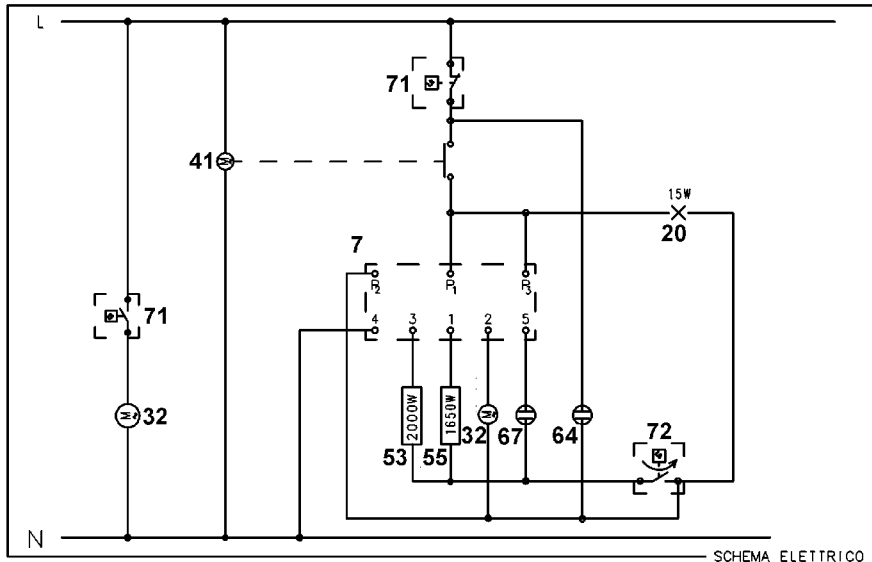 L
71
41
15W
20
7
P2 P1 P3
4 3 1 2 5
71
M
32
2000W
1650W
M
53 55 32 67 64 72
N
SCHEMA ELETTRICO